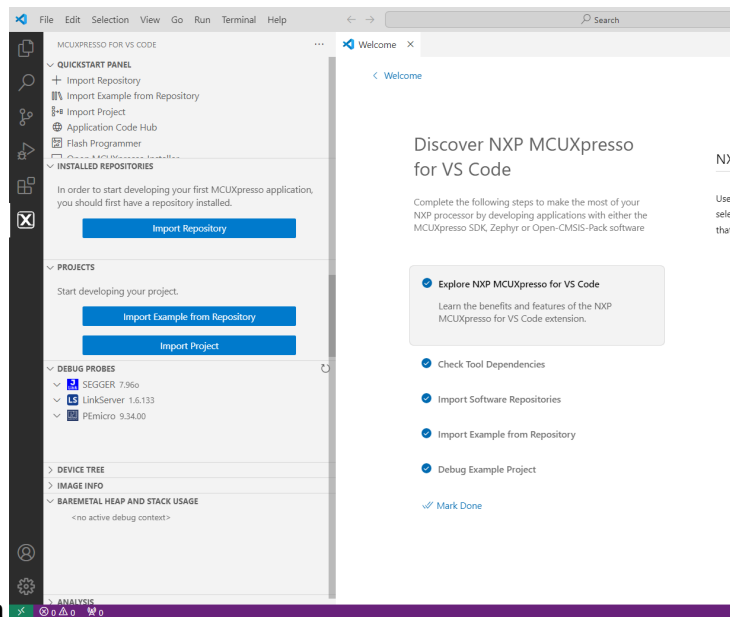 File Edit Selection View Go Run Terminal Help
Search
MCUXPRESSO FOR VS CODE
QUICKSTART PANEL
Import Repository
Import Example from Repository
Import Project
Application Code Hub
Flash Programmer
Open MCUXpresso Installer
INSTALLED REPOSITORIES
In order to start developing your first MCUXpresso application,
you should first have a repository installed.
Import Repository
PROJECTS
Start developing your project.
Import Example from Repository
Import Project
DEBUG PROBES
SEGGER 7.96o
LS LinkServer 1.6.133
PEmicro 9.34.00
DEVICE TREE
IMAGE INFO
BAREMETAL HEAP AND STACK USAGE
<no active debug context>
ANALYSIS
0 0 0
Welcome
< Welcome
Discover NXP MCUXpresso
for VS Code
Complete the following steps to make the most of your
NXP processor by developing applications with either the
MCUXpresso SDK, Zephyr or Open-CMSIS-Pack software
Explore NXP MCUXpresso for VS Code
Learn the benefits and features of the NXP
MCUXpresso for VS Code extension.
Check Tool Dependencies
Import Software Repositories
Import Example from Repository
Debug Example Project
Mark Done